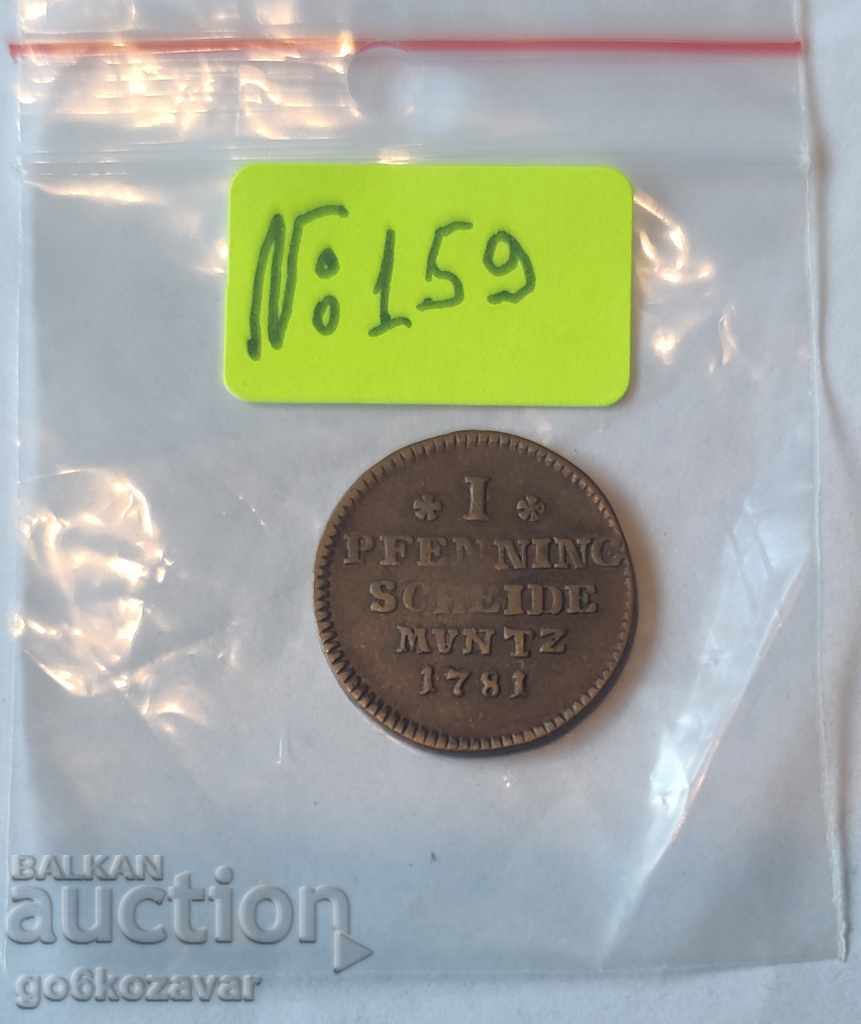 №:159
* I *
PFENNING
SCHEIDE
MVNTZ
1781
BALKAN
auction
go6kozavar